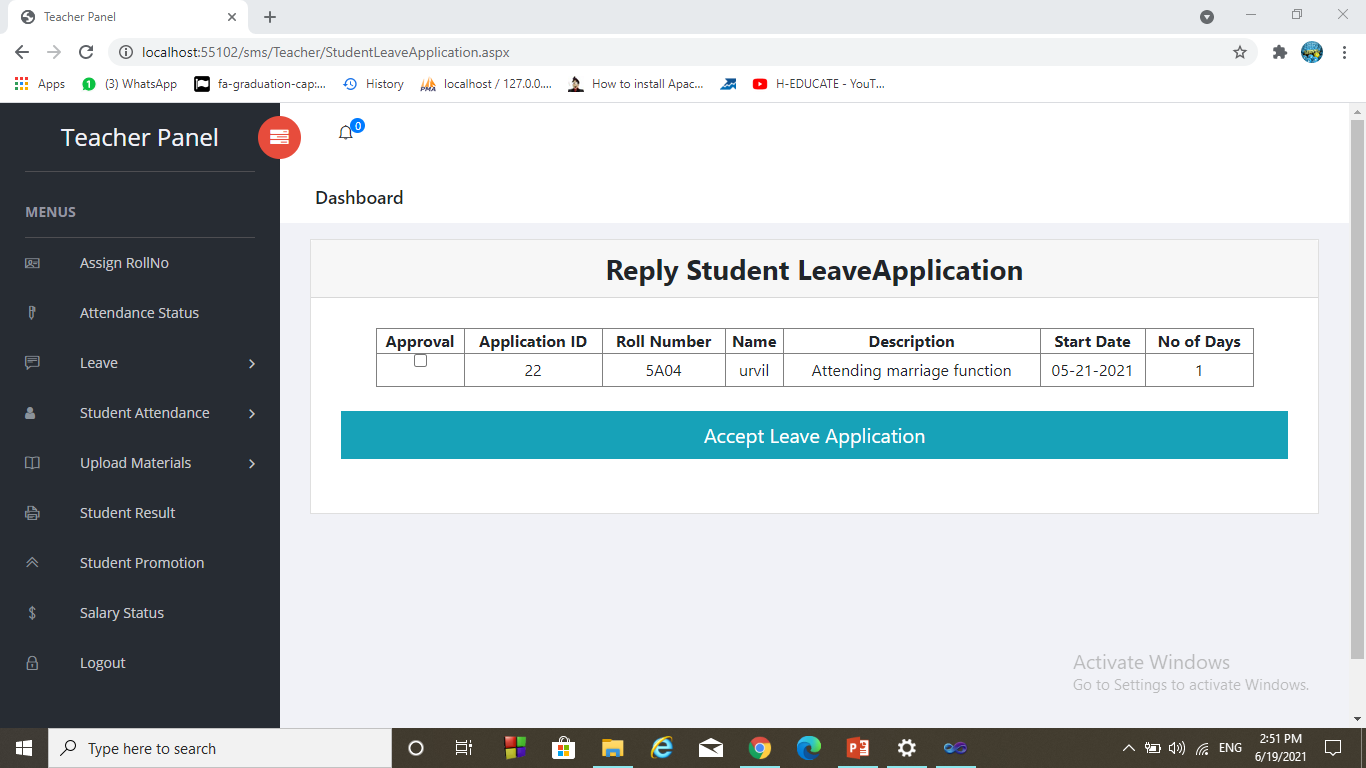 Teacher Panel
localhost:55102/sms/Teacher/StudentLeaveApplication.aspx
Apps 1 (3) WhatsApp fa-graduation-cap:... History PMA localhost / 127.0.0.... How to install Apac... H-EDUCATE - YouT...
Teacher Panel
0
Dashboard
MENUS
Assign RollNo
Attendance Status
Leave
Student Attendance
Upload Materials
Student Result
Student Promotion
$ Salary Status
Logout
Reply Student LeaveApplication
Approval Application ID Roll Number Name Description Start Date No of Days
22 5A04 urvil Attending marriage function 05-21-2021 1
Accept Leave Application
Activate Windows
Go to Settings to activate Windows.
Type here to search
ENG
2:51 PM
6/19/2021